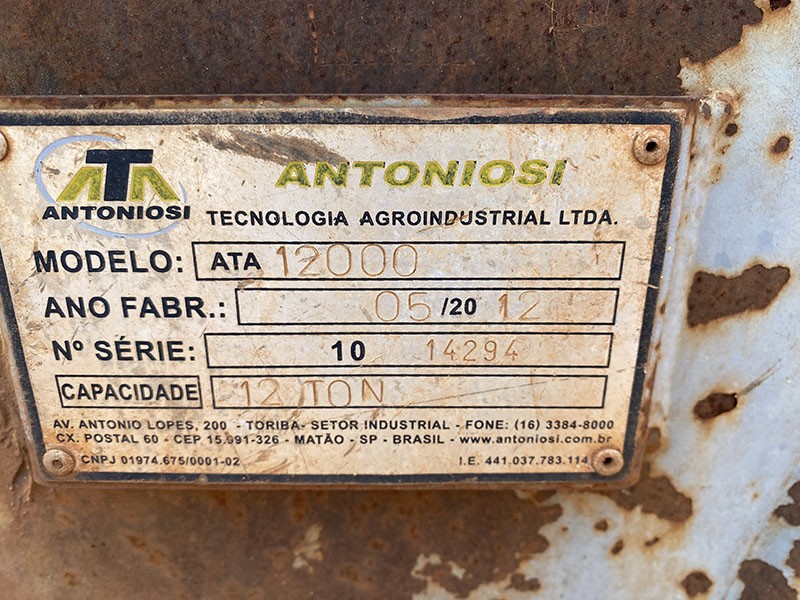 ATA
ANTONIOSI
ANTONIOSI
TECNOLOGIA AGROINDUSTRIAL LTDA.
MODELO: ATA 12000
ANO FABR.: 05/20 12
Nº SÉRIE: 10 14294
CAPACIDADE 12 TON
AV. ANTONIO LOPES, 200 - TORIBA- SETOR INDUSTRIAL - FONE: (16) 3384-8000
CX. POSTAL 60 - CEP 15.991-326 - MATÃO - SP - BRASIL - www.antoniosi.com.br
CNPJ 01974.675/0001-02 I.E. 441.037.783.114